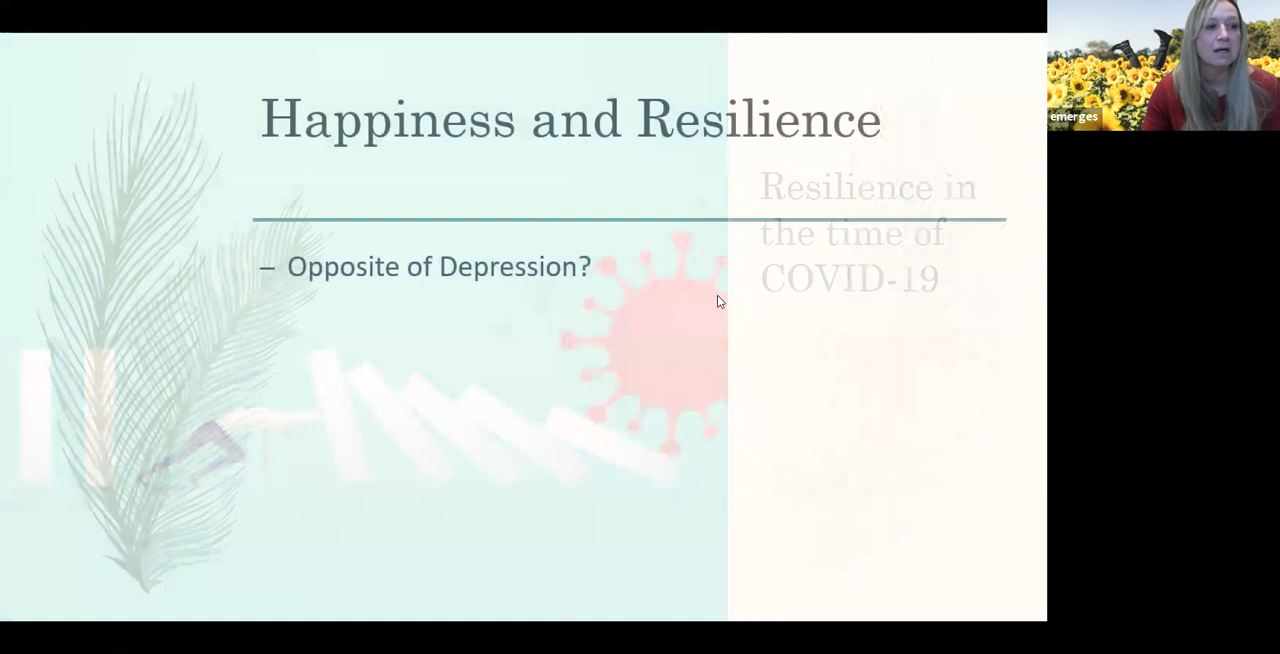 Happiness and Resilience
Resilience in
the time of
COVID-19
– Opposite of Depression?
emerges